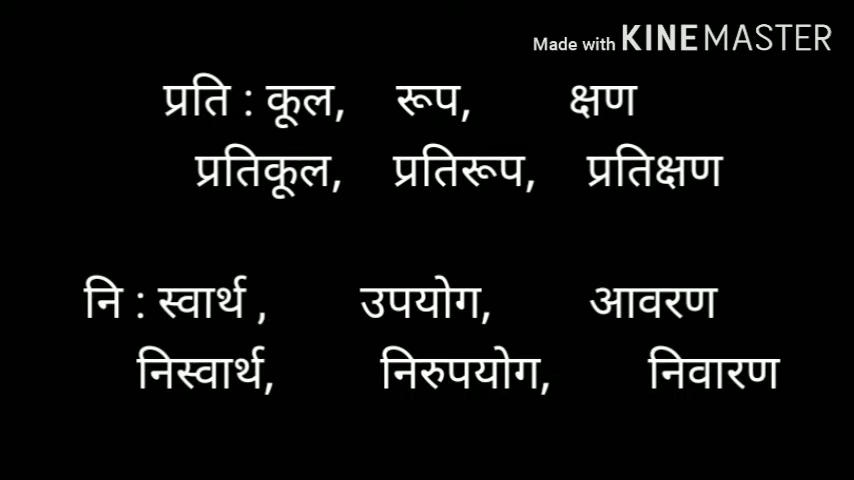 Made with KINEMASTER
प्रति : कूल, रूप, क्षण
प्रतिकूल, प्रतिरूप, प्रतिक्षण
नि : स्वार्थ , उपयोग, आवरण
निस्वार्थ, निरुपयोग, निवारण